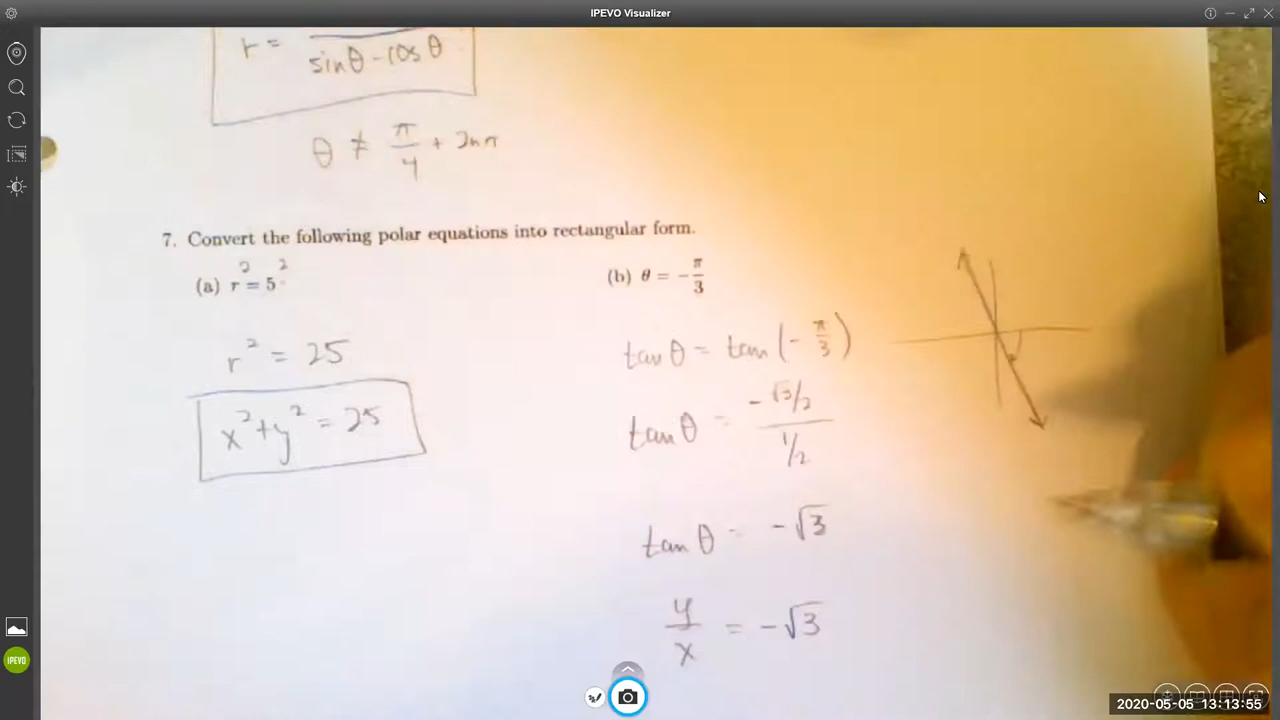 IPEVO Visualizer
r =
sinθ - cosθ
θ ≠ π/4 + 2nπ
7. Convert the following polar equations into rectangular form.
(a) r² = 5²
r² = 25
x² + y² = 25
(b) θ = -π/3
tan θ = tan(-π/3)
tan θ = (-√3/2)/(1/2)
tan θ = -√3
y/x = -√3
IPEVO
2020-05-05 13:13:55